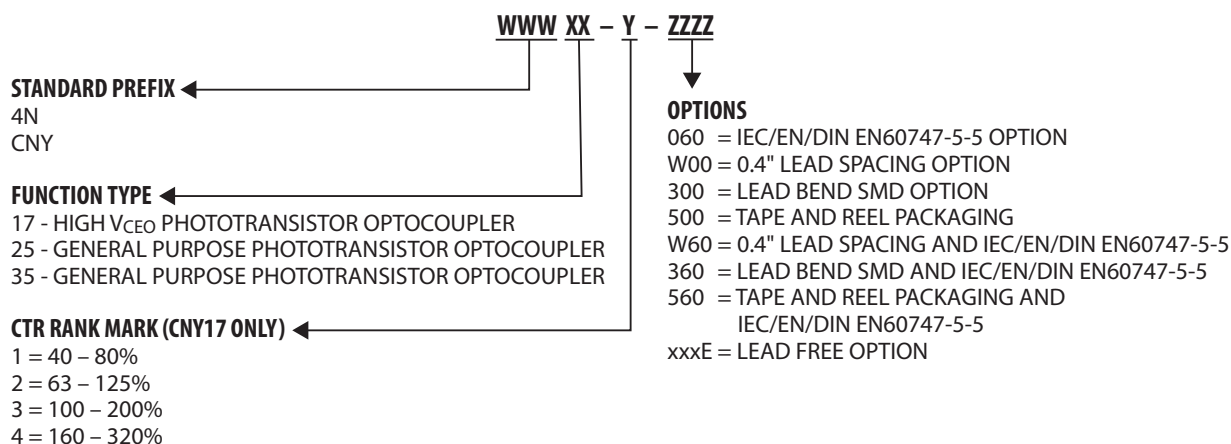 WWW XX – Y – ZZZZ
STANDARD PREFIX
4N
CNY
FUNCTION TYPE
17 - HIGH VCEO PHOTOTRANSISTOR OPTOCOUPLER
25 - GENERAL PURPOSE PHOTOTRANSISTOR OPTOCOUPLER
35 - GENERAL PURPOSE PHOTOTRANSISTOR OPTOCOUPLER
CTR RANK MARK (CNY17 ONLY)
1 = 40 – 80%
2 = 63 – 125%
3 = 100 – 200%
4 = 160 – 320%
OPTIONS
060 = IEC/EN/DIN EN60747-5-5 OPTION
W00 = 0.4" LEAD SPACING OPTION
300 = LEAD BEND SMD OPTION
500 = TAPE AND REEL PACKAGING
W60 = 0.4" LEAD SPACING AND IEC/EN/DIN EN60747-5-5
360 = LEAD BEND SMD AND IEC/EN/DIN EN60747-5-5
560 = TAPE AND REEL PACKAGING AND
IEC/EN/DIN EN60747-5-5
xxxE = LEAD FREE OPTION